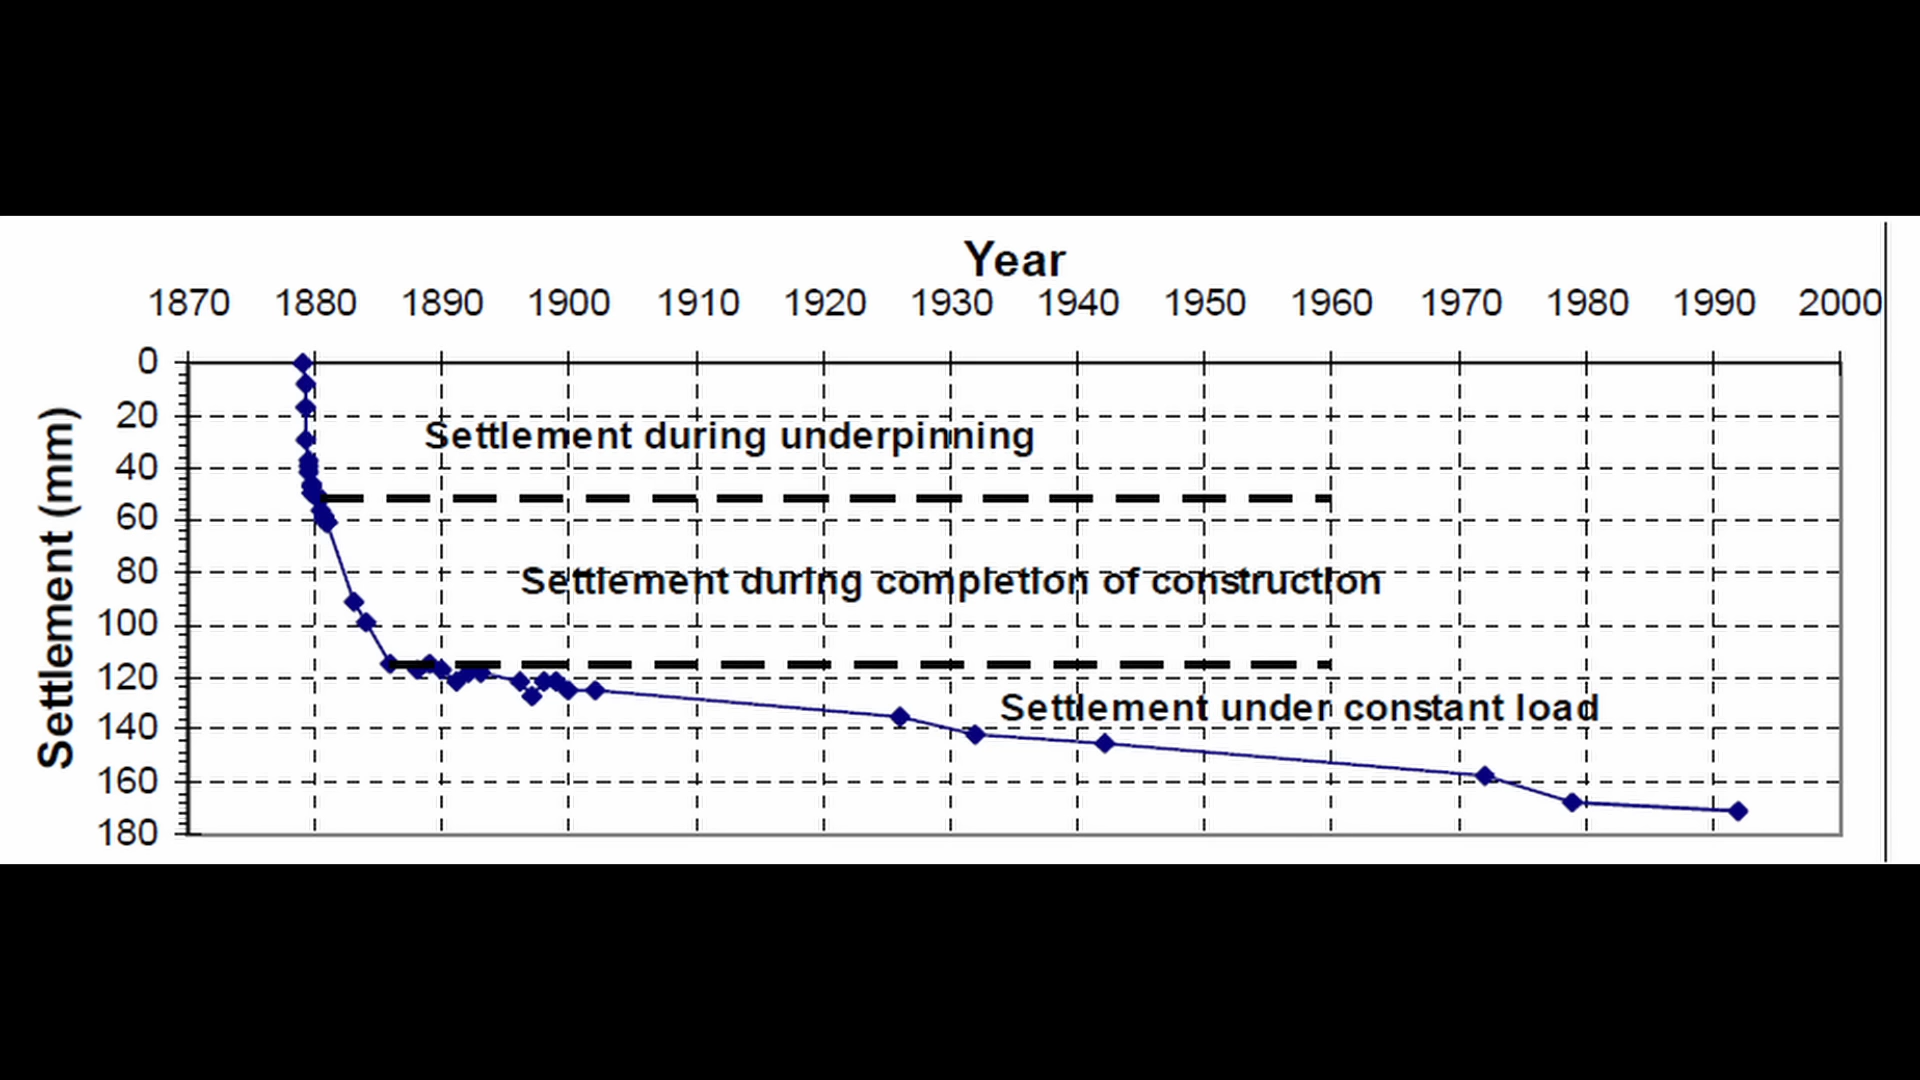 Year
1870 1880 1890 1900 1910 1920 1930 1940 1950 1960 1970 1980 1990 2000
Settlement (mm)
0
20
Settlement during underpinning
40
60
80
Settlement during completion of construction
100
120
Settlement under constant load
140
160
180